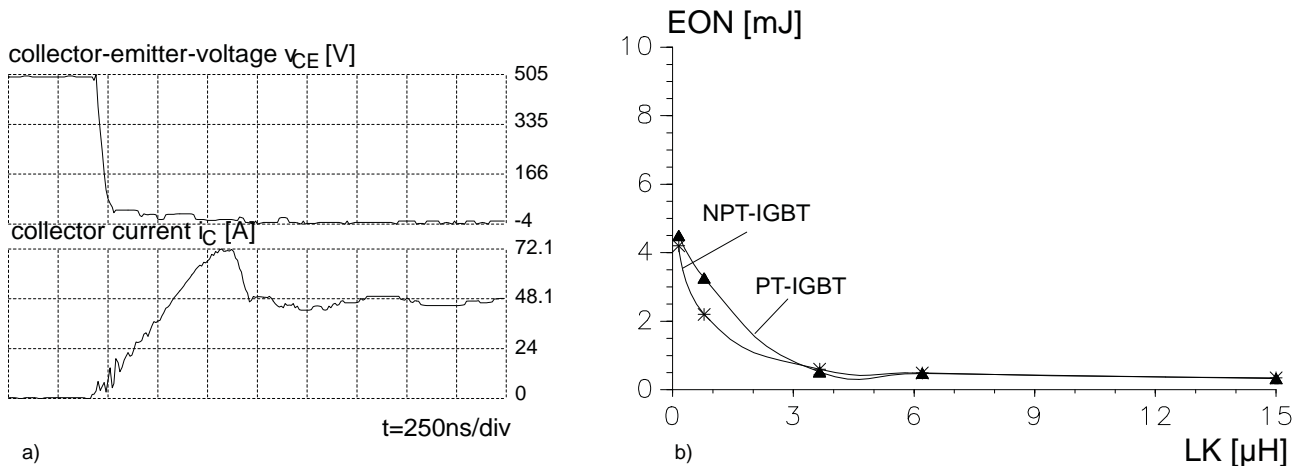 collector-emitter-voltage vCE [V]
505
335
166
-4
collector current iC [A]
72.1
48.1
24
0
t=250ns/div
a)
EON [mJ]
10
8
6
4
2
0
NPT-IGBT
PT-IGBT
0 3 6 9 12 15
LK [µH]
b)